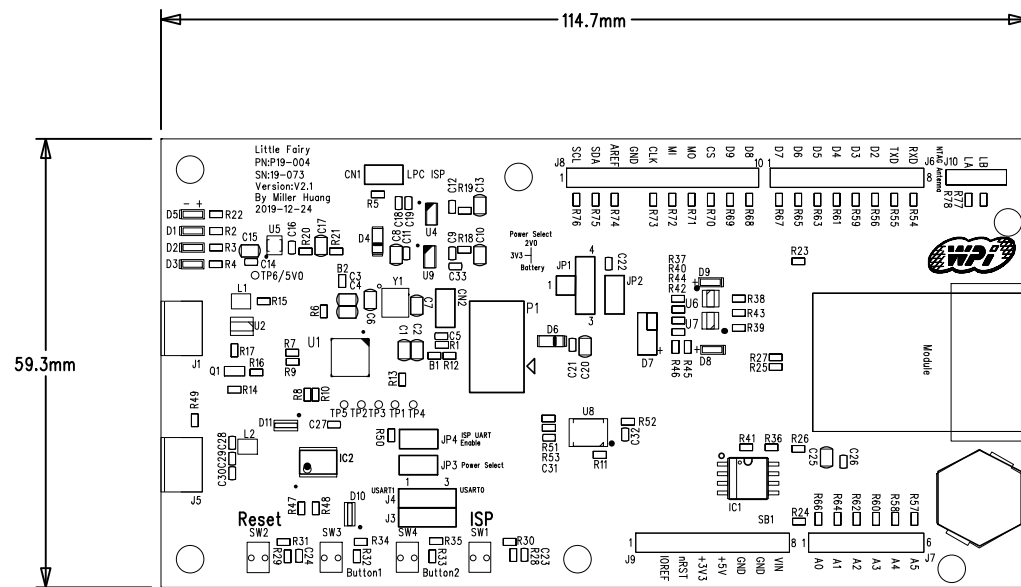 114.7mm
59.3mm
Little Fairy
PN:P19-004
SN:19-073
Version:V2.1
By Miller Huang
2019-12-24
CN1 LPC ISP
R5
C18 C19 C12 R19 C13
U4
J8 1 SCL SDA AREF GND CLK MI MO CS D9 D8 10
1 D7 D6 D5 D4 D3 D2 TXD RXD 8 J6
MTAG Antenna
J10 LA LB
R78 R77
R76 R75 R74 R73 R72 R71 R70 R69 R68
R67 R65 R64 R63 R59 R56 R55 R54
- +
D5 R22
D1 R2
D2 R3
D3 R4
C15 C14 U5 C16 R20 C17 R21
TP6/5V0
D4 C8 C11 U9 C9 R18 C10 C33
Power Select
2V0
3V3
Battery
JP1 1 4 3
C22
JP2
R37
R40
R44
R42
D9
U6
U7
R38
R43
R39
R23
WPi
L1 R15
U2
R17
Q1 R16
R14
B2 C3 C4 R6 C6 Y1 C7 CN2
U1
C1 C2 C5 R1 B1 R12
R7
R9
R8 R10
R13
P1
D6 C21 C20
D7
R46 R45
D8
R27
R25
Module
J1
R49
D11
TP5 TP2 TP3 TP1 TP4
C27
R50
JP4 ISP UART Enable
JP3 Power Select
1 3
USART1 USART0
J4
J3
L2
C28
C29
C30
IC2
J5
R47 R48 D10
U8
R52
C32
R51
R53
C31
R11
R41 R36 R26
C25 C26
IC1
SB1
R24
R66 R64 R62 R60 R58 R57
Reset
ISP
SW2 R31 R29 C24
SW3 R34 R32 Button1
SW4 R35 R33 Button2
SW1 R30 R28 C23
1 J9 IOREF nRST +3V3 +5V GND GND VIN 8
1 A0 A1 A2 A3 A4 A5 6 J7